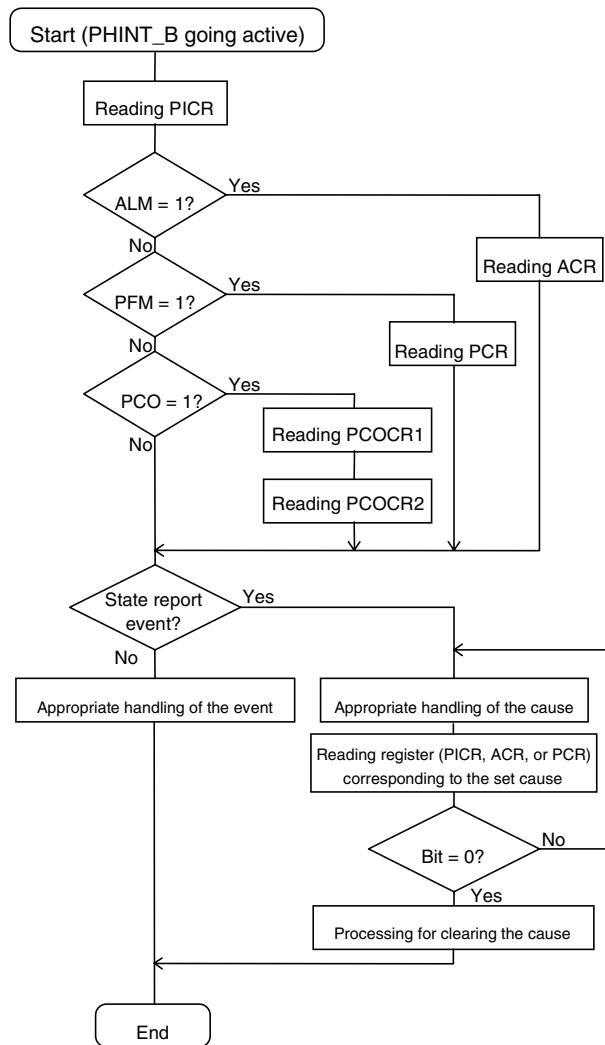 Start (PHINT_B going active)
Reading PICR
ALM = 1?
Yes
No
Reading ACR
PFM = 1?
Yes
No
Reading PCR
PCO = 1?
Yes
No
Reading PCOCR1
Reading PCOCR2
State report
event?
Yes
No
Appropriate handling of the event
Appropriate handling of the cause
Reading register (PICR, ACR, or PCR)
corresponding to the set cause
Bit = 0?
No
Yes
Processing for clearing the cause
End